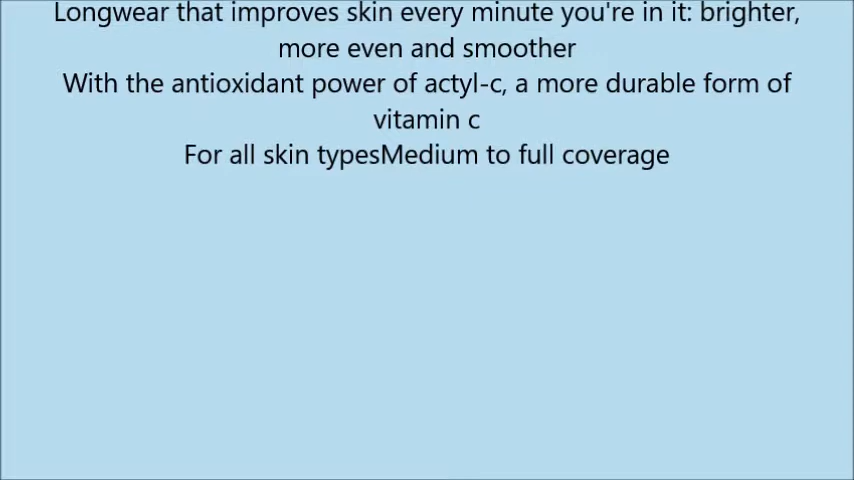 Longwear that improves skin every minute you're in it: brighter,
more even and smoother
With the antioxidant power of actyl-c, a more durable form of
vitamin c
For all skin typesMedium to full coverage